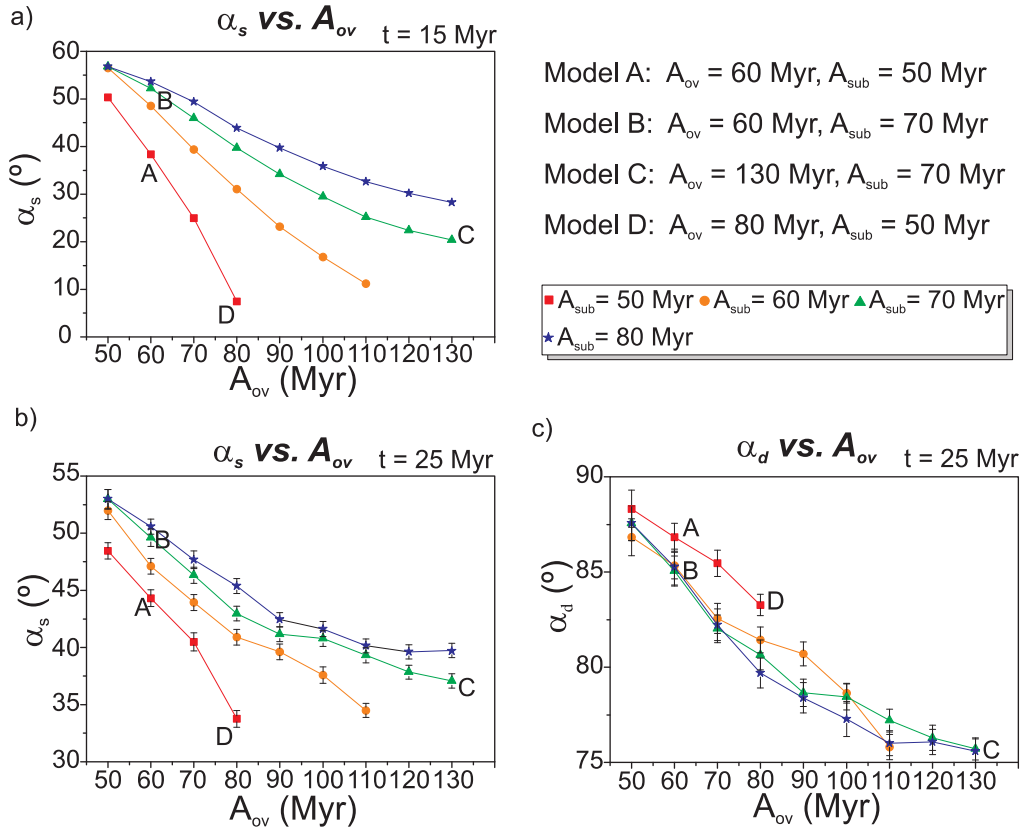 a)
αs vs. Aov
t = 15 Myr
60
50
40
30
20
10
0
αs (º)
A
B
C
D
50 60 70 80 90 100 110 120 130
Aov (Myr)
Model A: Aov = 60 Myr, Asub = 50 Myr
Model B: Aov = 60 Myr, Asub = 70 Myr
Model C: Aov = 130 Myr, Asub = 70 Myr
Model D: Aov = 80 Myr, Asub = 50 Myr
Asub= 50 Myr Asub= 60 Myr Asub= 70 Myr
Asub= 80 Myr
b)
αs vs. Aov
t = 25 Myr
55
50
45
40
35
30
αs (º)
A
B
C
D
50 60 70 80 90 100 110 120 130
Aov (Myr)
c)
αd vs. Aov
t = 25 Myr
90
85
80
75
αd (º)
A
B
D
C
50 60 70 80 90 100 110 120 130
Aov (Myr)